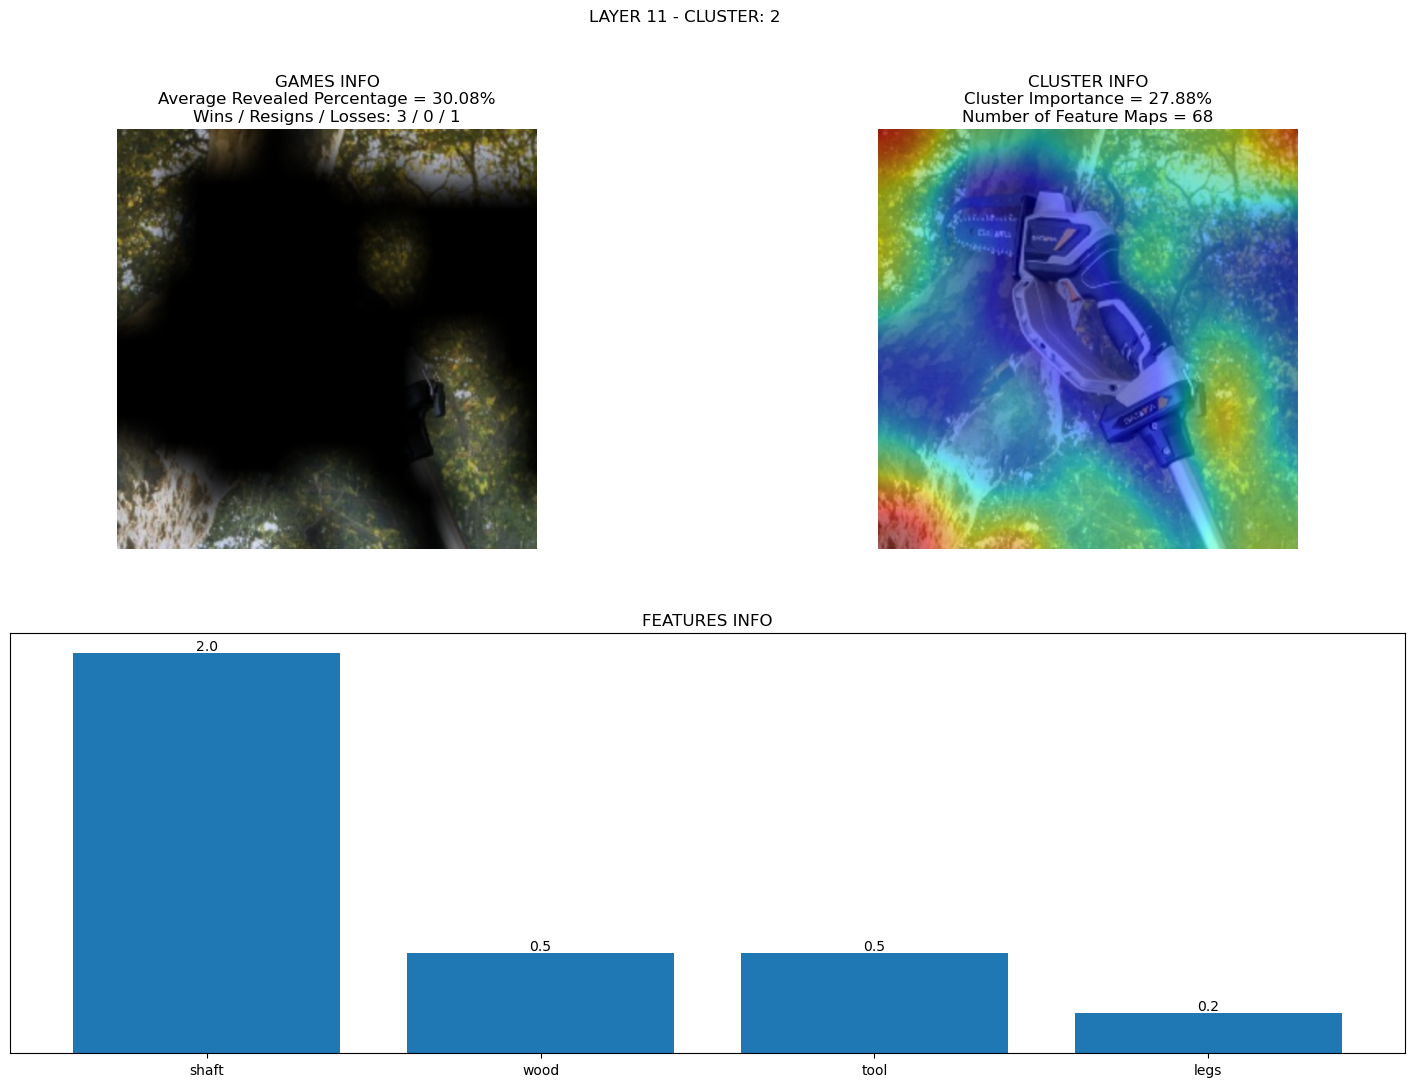 LAYER 11 - CLUSTER: 2
GAMES INFO
Average Revealed Percentage = 30.08%
Wins / Resigns / Losses: 3 / 0 / 1
CLUSTER INFO
Cluster Importance = 27.88%
Number of Feature Maps = 68
FEATURES INFO
2.0
0.5
0.5
0.2
shaft
wood
tool
legs